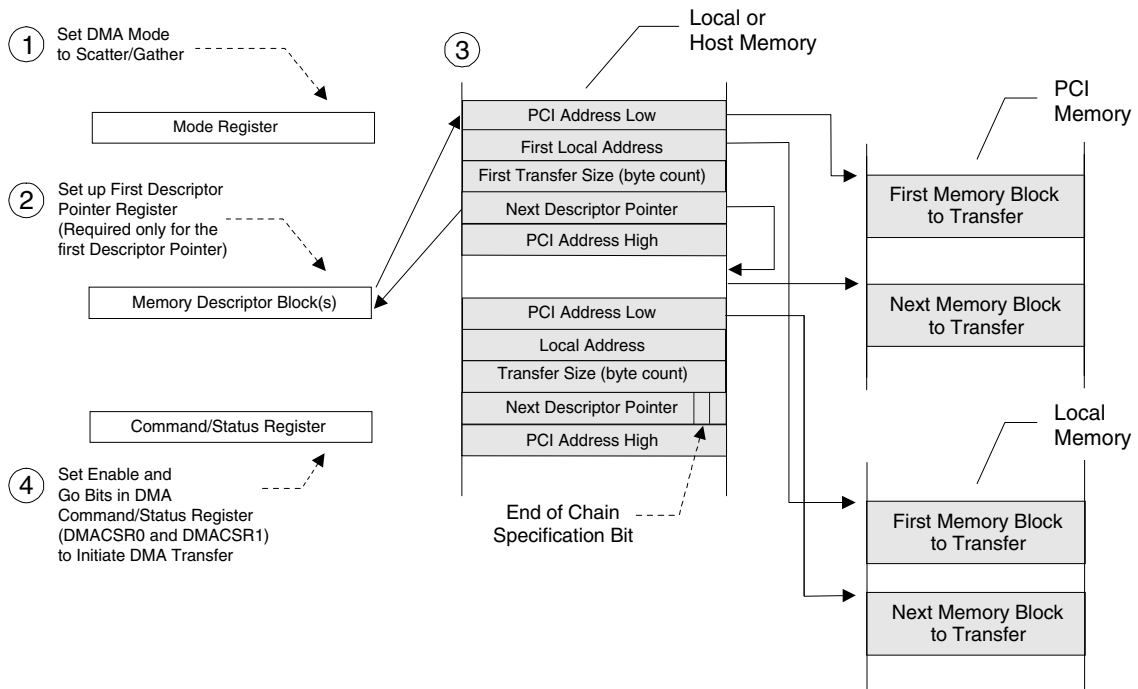 1
Set DMA Mode
to Scatter/Gather
Mode Register
2
Set up First Descriptor
Pointer Register
(Required only for the
first Descriptor Pointer)
Memory Descriptor Block(s)
Command/Status Register
4
Set Enable and
Go Bits in DMA
Command/Status Register
(DMACSR0 and DMACSR1)
to Initiate DMA Transfer
3
Local or
Host Memory
PCI Address Low
First Local Address
First Transfer Size (byte count)
Next Descriptor Pointer
PCI Address High
PCI Address Low
Local Address
Transfer Size (byte count)
Next Descriptor Pointer
PCI Address High
End of Chain
Specification Bit
PCI
Memory
First Memory Block
to Transfer
Next Memory Block
to Transfer
Local
Memory
First Memory Block
to Transfer
Next Memory Block
to Transfer